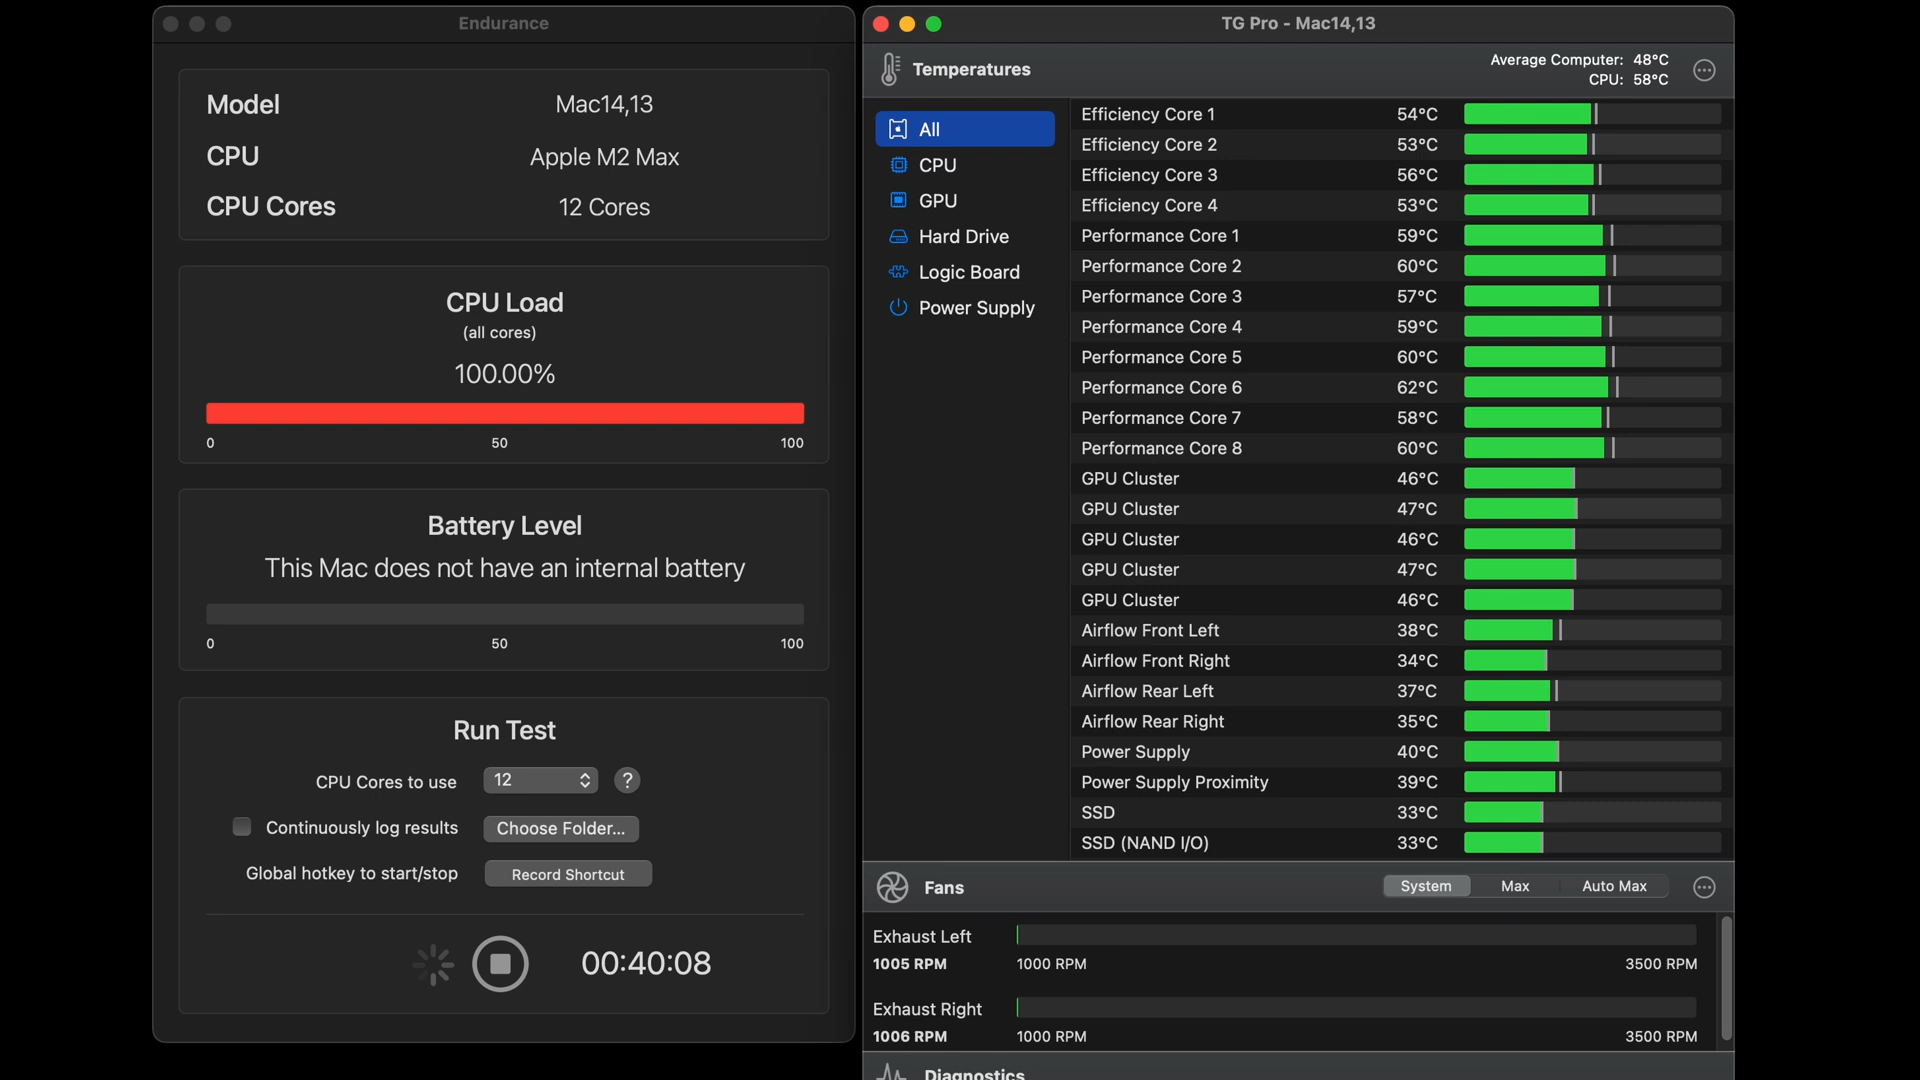 Endurance
Model Mac14,13
CPU Apple M2 Max
CPU Cores 12 Cores
CPU Load
(all cores)
100.00%
0 50 100
Battery Level
This Mac does not have an internal battery
0 50 100
Run Test
CPU Cores to use 12 ?
Continuously log results Choose Folder...
Global hotkey to start/stop Record Shortcut
00:40:08
TG Pro - Mac14,13
Temperatures
Average Computer: 48°C
CPU: 58°C
All
CPU
GPU
Hard Drive
Logic Board
Power Supply
Efficiency Core 1 54°C
Efficiency Core 2 53°C
Efficiency Core 3 56°C
Efficiency Core 4 53°C
Performance Core 1 59°C
Performance Core 2 60°C
Performance Core 3 57°C
Performance Core 4 59°C
Performance Core 5 60°C
Performance Core 6 62°C
Performance Core 7 58°C
Performance Core 8 60°C
GPU Cluster 46°C
GPU Cluster 47°C
GPU Cluster 46°C
GPU Cluster 47°C
GPU Cluster 46°C
Airflow Front Left 38°C
Airflow Front Right 34°C
Airflow Rear Left 37°C
Airflow Rear Right 35°C
Power Supply 40°C
Power Supply Proximity 39°C
SSD 33°C
SSD (NAND I/O) 33°C
Fans System Max Auto Max
Exhaust Left
1005 RPM 1000 RPM 3500 RPM
Exhaust Right
1006 RPM 1000 RPM 3500 RPM
Diagnostics